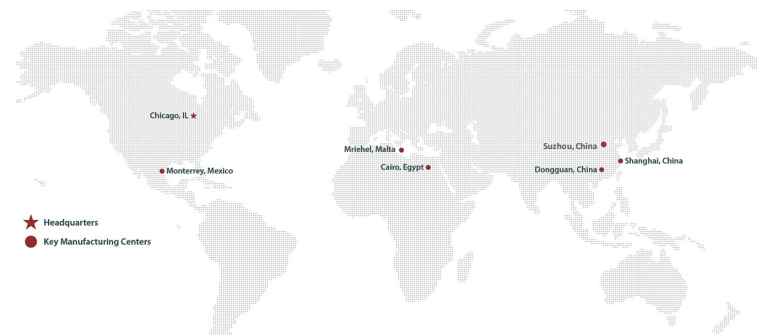 Chicago, IL
Mriehel, Malta
Suzhou, China
Shanghai, China
Cairo, Egypt
Dongguan, China
Monterrey, Mexico
Headquarters
Key Manufacturing Centers